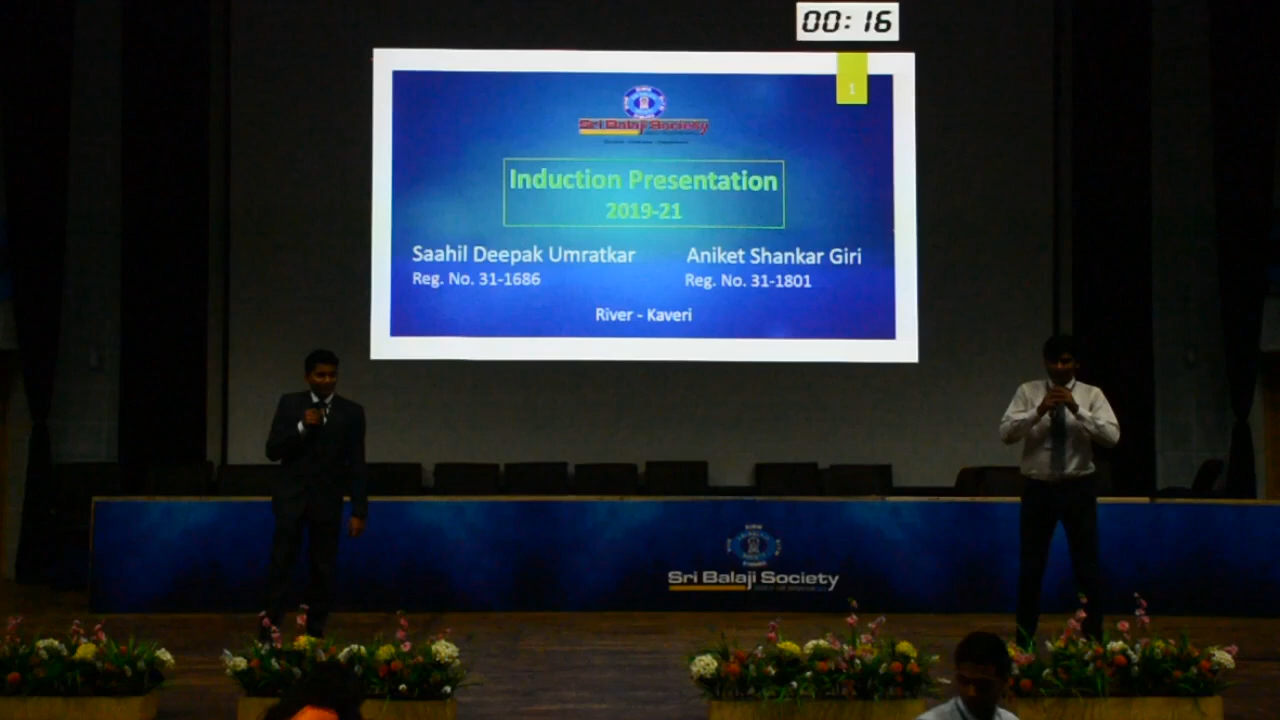 00:16
1
Sri Balaji Society
Induction Presentation
2019-21
Saahil Deepak Umratkar
Aniket Shankar Giri
Reg. No. 31-1686
Reg. No. 31-1801
River - Kaveri
Sri Balaji Society